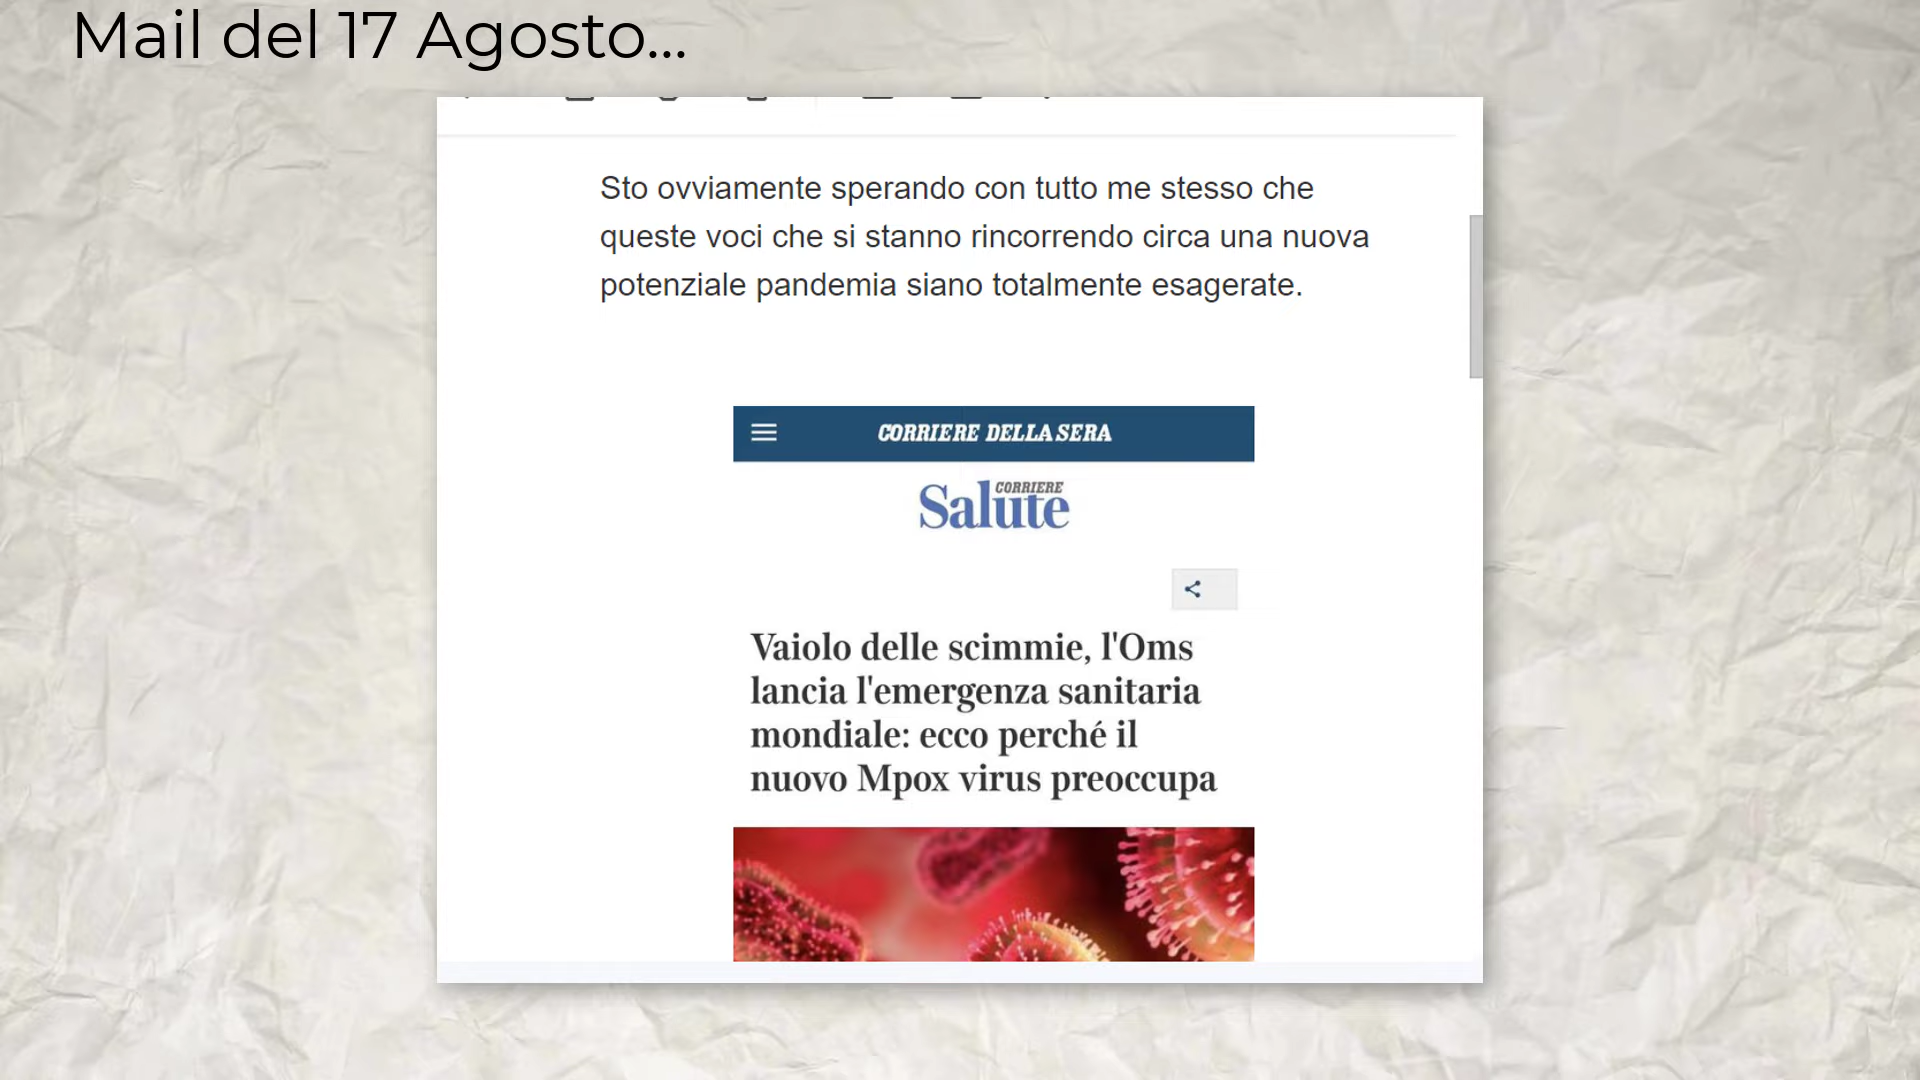 Mail del 17 Agosto...
Sto ovviamente sperando con tutto me stesso che
queste voci che si stanno rincorrendo circa una nuova
potenziale pandemia siano totalmente esagerate.
CORRIERE DELLA SERA
CORRIERE
Salute
Vaiolo delle scimmie, l'Oms
lancia l'emergenza sanitaria
mondiale: ecco perché il
nuovo Mpox virus preoccupa